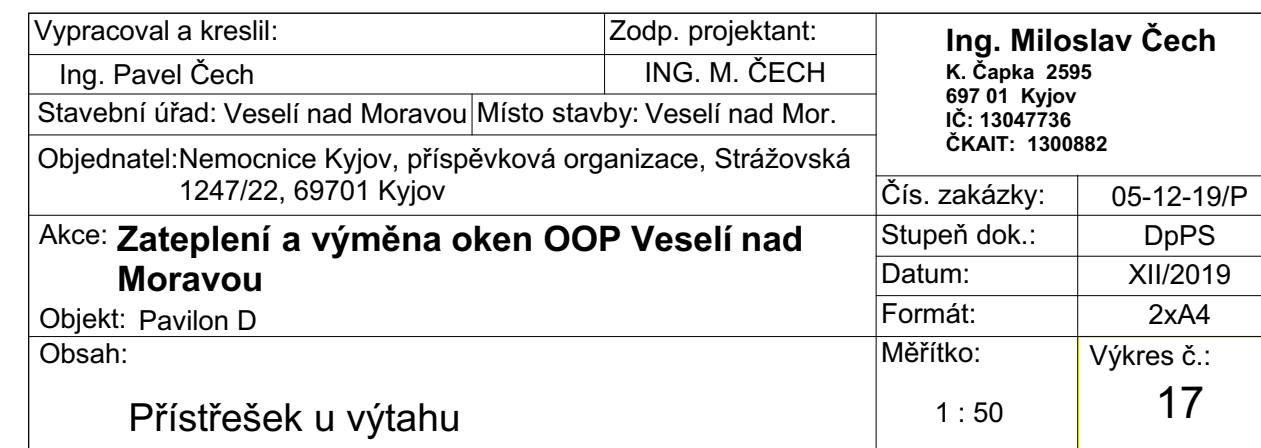 Vypracoval a kreslil:
Zodp. projektant:
Ing. Pavel Čech
ING. M. ČECH
Stavební úřad: Veselí nad Moravou
Místo stavby: Veselí nad Mor.
Objednatel:Nemocnice Kyjov, příspěvková organizace, Strážovská
1247/22, 69701 Kyjov
Ing. Miloslav Čech
K. Čapka 2595
697 01 Kyjov
IČ: 13047736
ČKAIT: 1300882
Čís. zakázky: 05-12-19/P
Akce: Zateplení a výměna oken OOP Veselí nad
Moravou
Objekt: Pavilon D
Stupeň dok.: DpPS
Datum: XII/2019
Formát: 2xA4
Obsah:
Přístřešek u výtahu
Měřítko:
1 : 50
Výkres č.:
17